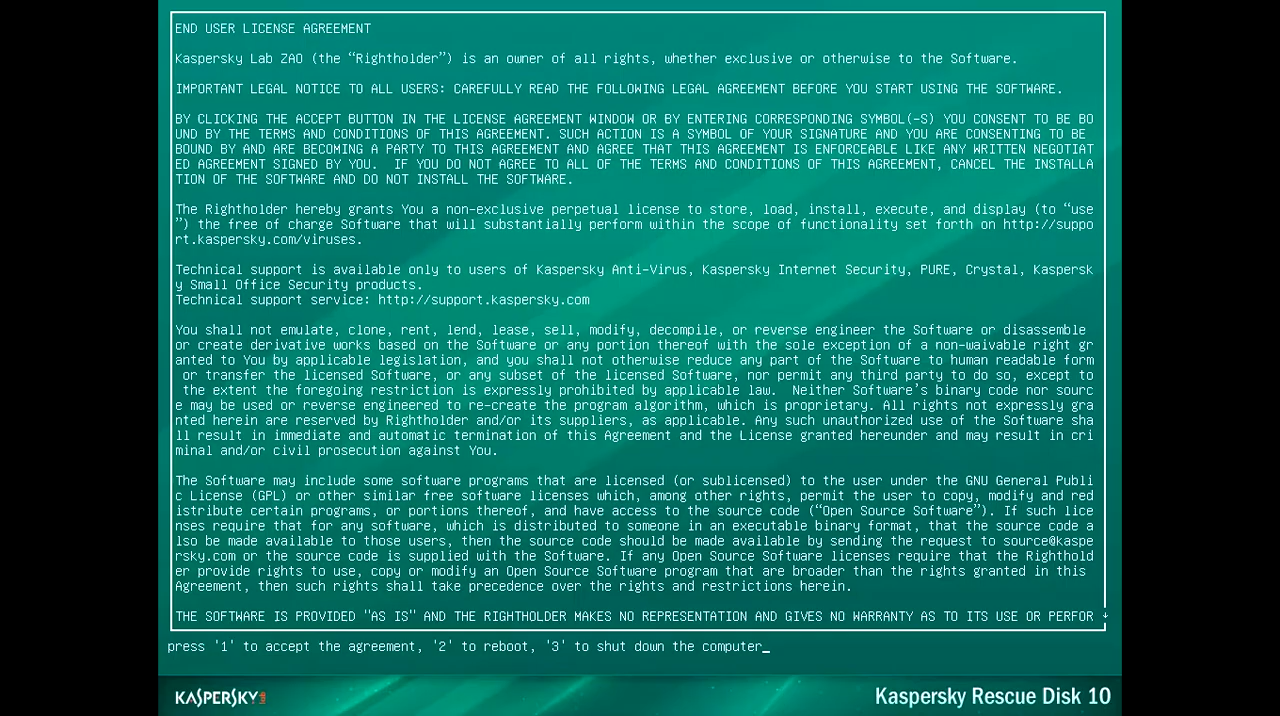 END USER LICENSE AGREEMENT
Kaspersky Lab ZAO (the “Rightholder”) is an owner of all rights, whether exclusive or otherwise to the Software.
IMPORTANT LEGAL NOTICE TO ALL USERS: CAREFULLY READ THE FOLLOWING LEGAL AGREEMENT BEFORE YOU START USING THE SOFTWARE.
BY CLICKING THE ACCEPT BUTTON IN THE LICENSE AGREEMENT WINDOW OR BY ENTERING CORRESPONDING SYMBOL(-S) YOU CONSENT TO BE BO
UND BY THE TERMS AND CONDITIONS OF THIS AGREEMENT. SUCH ACTION IS A SYMBOL OF YOUR SIGNATURE AND YOU ARE CONSENTING TO BE
BOUND BY AND ARE BECOMING A PARTY TO THIS AGREEMENT AND AGREE THAT THIS AGREEMENT IS ENFORCEABLE LIKE ANY WRITTEN NEGOTIAT
ED AGREEMENT SIGNED BY YOU.  IF YOU DO NOT AGREE TO ALL OF THE TERMS AND CONDITIONS OF THIS AGREEMENT, CANCEL THE INSTALLA
TION OF THE SOFTWARE AND DO NOT INSTALL THE SOFTWARE.
The Rightholder hereby grants You a non-exclusive perpetual license to store, load, install, execute, and display (to “use
”) the free of charge Software that will substantially perform within the scope of functionality set forth on http://suppo
rt.kaspersky.com/viruses.
Technical support is available only to users of Kaspersky Anti-Virus, Kaspersky Internet Security, PURE, Crystal, Kaspersk
y Small Office Security products.
Technical support service: http://support.kaspersky.com
You shall not emulate, clone, rent, lend, lease, sell, modify, decompile, or reverse engineer the Software or disassemble
or create derivative works based on the Software or any portion thereof with the sole exception of a non-waivable right gr
anted to You by applicable legislation, and you shall not otherwise reduce any part of the Software to human readable form
or transfer the licensed Software, or any subset of the licensed Software, nor permit any third party to do so, except to
the extent the foregoing restriction is expressly prohibited by applicable law.  Neither Software’s binary code nor sourc
e may be used or reverse engineered to re-create the program algorithm, which is proprietary. All rights not expressly gra
nted herein are reserved by Rightholder and/or its suppliers, as applicable. Any such unauthorized use of the Software sha
ll result in immediate and automatic termination of this Agreement and the License granted hereunder and may result in cri
minal and/or civil prosecution against You.
The Software may include some software programs that are licensed (or sublicensed) to the user under the GNU General Publi
c License (GPL) or other similar free software licenses which, among other rights, permit the user to copy, modify and red
istribute certain programs, or portions thereof, and have access to the source code (“Open Source Software”). If such lice
nses require that for any software, which is distributed to someone in an executable binary format, that the source code a
lso be made available to those users, then the source code should be made available by sending the request to source@kaspe
rsky.com or the source code is supplied with the Software. If any Open Source Software licenses require that the Righthold
er provide rights to use, copy or modify an Open Source Software program that are broader than the rights granted in this
Agreement, then such rights shall take precedence over the rights and restrictions herein.
THE SOFTWARE IS PROVIDED "AS IS" AND THE RIGHTHOLDER MAKES NO REPRESENTATION AND GIVES NO WARRANTY AS TO ITS USE OR PERFOR ↓
press '1' to accept the agreement, '2' to reboot, '3' to shut down the computer_
KASPERSKY lab
Kaspersky Rescue Disk 10